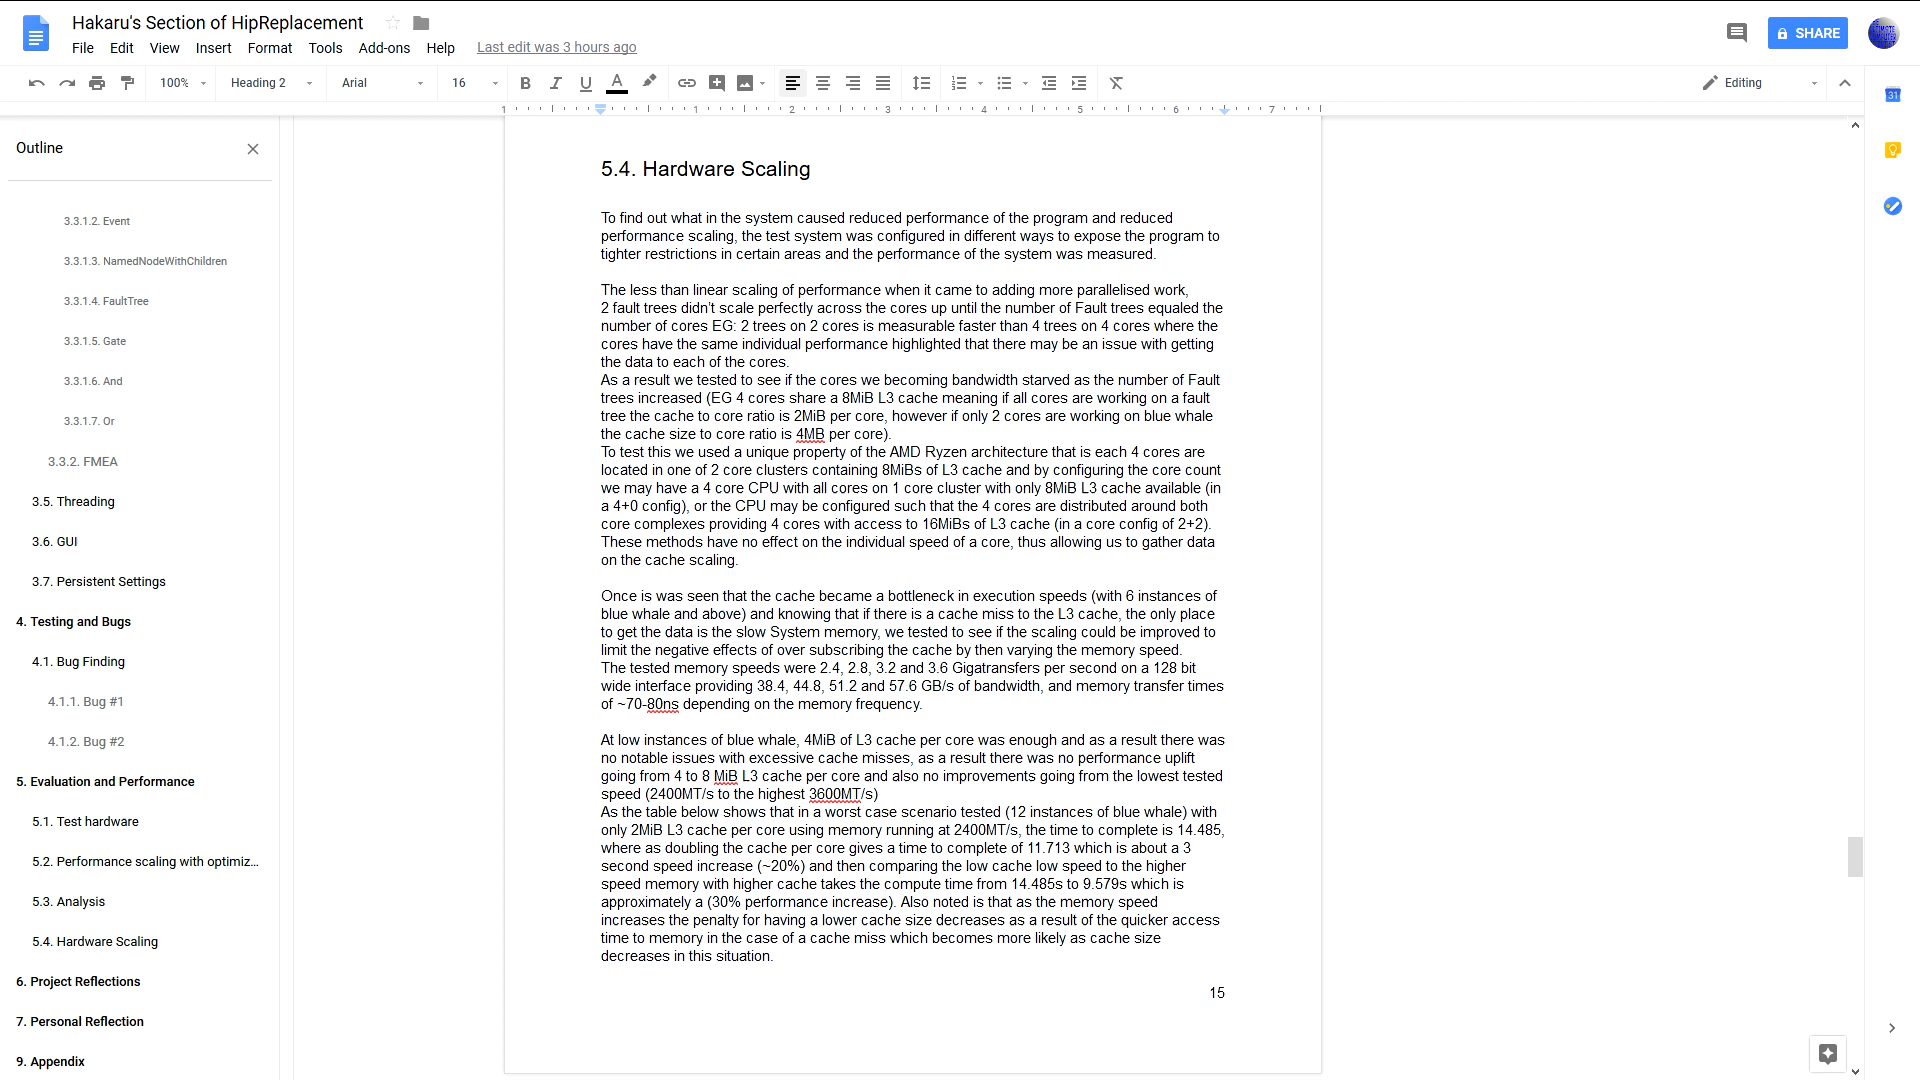 Hakaru's Section of HipReplacement
File Edit View Insert Format Tools Add-ons Help Last edit was 3 hours ago
SHARE
100% Heading 2 Arial 16 B I U A Editing
1 1 2 3 4 5 6 7
31
Outline
3.3.1.2. Event
3.3.1.3. NamedNodeWithChildren
3.3.1.4. FaultTree
3.3.1.5. Gate
3.3.1.6. And
3.3.1.7. Or
3.3.2. FMEA
3.5. Threading
3.6. GUI
3.7. Persistent Settings
4. Testing and Bugs
4.1. Bug Finding
4.1.1. Bug #1
4.1.2. Bug #2
5. Evaluation and Performance
5.1. Test hardware
5.2. Performance scaling with optimiz...
5.3. Analysis
5.4. Hardware Scaling
6. Project Reflections
7. Personal Reflection
9. Appendix
5.4. Hardware Scaling
To find out what in the system caused reduced performance of the program and reduced
performance scaling, the test system was configured in different ways to expose the program to
tighter restrictions in certain areas and the performance of the system was measured.
The less than linear scaling of performance when it came to adding more parallelised work,
2 fault trees didn't scale perfectly across the cores up until the number of Fault trees equaled the
number of cores EG: 2 trees on 2 cores is measurable faster than 4 trees on 4 cores where the
cores have the same individual performance highlighted that there may be an issue with getting
the data to each of the cores.
As a result we tested to see if the cores we becoming bandwidth starved as the number of Fault
trees increased (EG 4 cores share a 8MiB L3 cache meaning if all cores are working on a fault
tree the cache to core ratio is 2MiB per core, however if only 2 cores are working on blue whale
the cache size to core ratio is 4MB per core).
To test this we used a unique property of the AMD Ryzen architecture that is each 4 cores are
located in one of 2 core clusters containing 8MiBs of L3 cache and by configuring the core count
we may have a 4 core CPU with all cores on 1 core cluster with only 8MiB L3 cache available (in
a 4+0 config), or the CPU may be configured such that the 4 cores are distributed around both
core complexes providing 4 cores with access to 16MiBs of L3 cache (in a core config of 2+2).
These methods have no effect on the individual speed of a core, thus allowing us to gather data
on the cache scaling.
Once is was seen that the cache became a bottleneck in execution speeds (with 6 instances of
blue whale and above) and knowing that if there is a cache miss to the L3 cache, the only place
to get the data is the slow System memory, we tested to see if the scaling could be improved to
limit the negative effects of over subscribing the cache by then varying the memory speed.
The tested memory speeds were 2.4, 2.8, 3.2 and 3.6 Gigatransfers per second on a 128 bit
wide interface providing 38.4, 44.8, 51.2 and 57.6 GB/s of bandwidth, and memory transfer times
of ~70-80ns depending on the memory frequency.
At low instances of blue whale, 4MiB of L3 cache per core was enough and as a result there was
no notable issues with excessive cache misses, as a result there was no performance uplift
going from 4 to 8 MiB L3 cache per core and also no improvements going from the lowest tested
speed (2400MT/s to the highest 3600MT/s)
As the table below shows that in a worst case scenario tested (12 instances of blue whale) with
only 2MiB L3 cache per core using memory running at 2400MT/s, the time to complete is 14.485,
where as doubling the cache per core gives a time to complete of 11.713 which is about a 3
second speed increase (~20%) and then comparing the low cache low speed to the higher
speed memory with higher cache takes the compute time from 14.485s to 9.579s which is
approximately a (30% performance increase). Also noted is that as the memory speed
increases the penalty for having a lower cache size decreases as a result of the quicker access
time to memory in the case of a cache miss which becomes more likely as cache size
decreases in this situation.
15